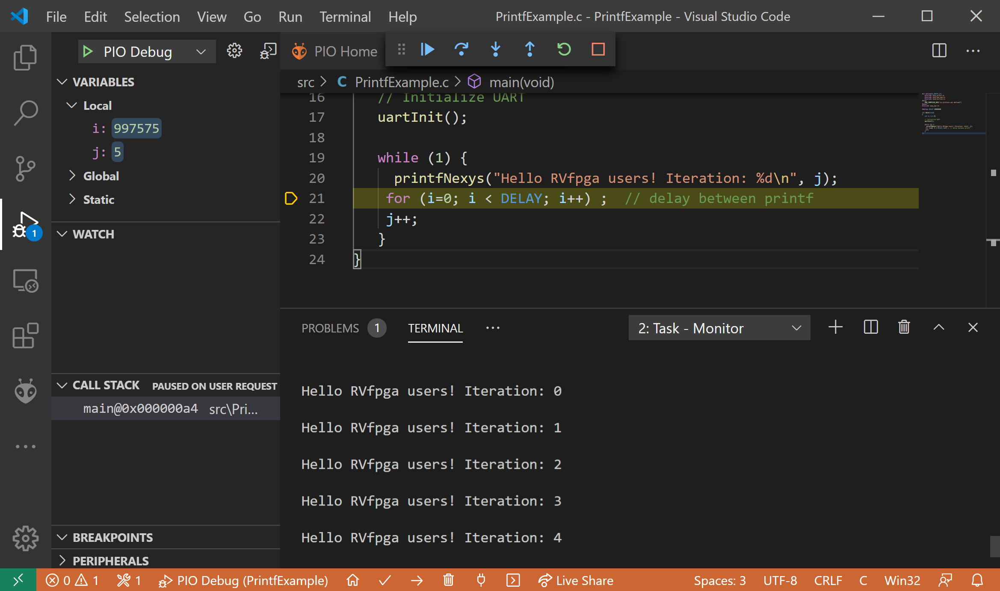 File Edit Selection View Go Run Terminal Help PrintfExample.c - PrintfExample - Visual Studio Code
PIO Debug
PIO Home
VARIABLES
Local
i: 997575
j: 5
Global
Static
WATCH
CALL STACK PAUSED ON USER REQUEST
main@0x000000a4 src\Pri...
BREAKPOINTS
PERIPHERALS
1
src > C PrintfExample.c > main(void)
16 // Initialize UART
17 uartInit();
18
19 while (1) {
20 printfNexys("Hello RVfpga users! Iteration: %d\n", j);
21 for (i=0; i < DELAY; i++) ; // delay between printf
22 j++;
23 }
24 }
PROBLEMS 1 TERMINAL ··· 2: Task - Monitor
Hello RVfpga users! Iteration: 0
Hello RVfpga users! Iteration: 1
Hello RVfpga users! Iteration: 2
Hello RVfpga users! Iteration: 3
Hello RVfpga users! Iteration: 4
0 1 1 PIO Debug (PrintfExample) Live Share Spaces: 3 UTF-8 CRLF C Win32